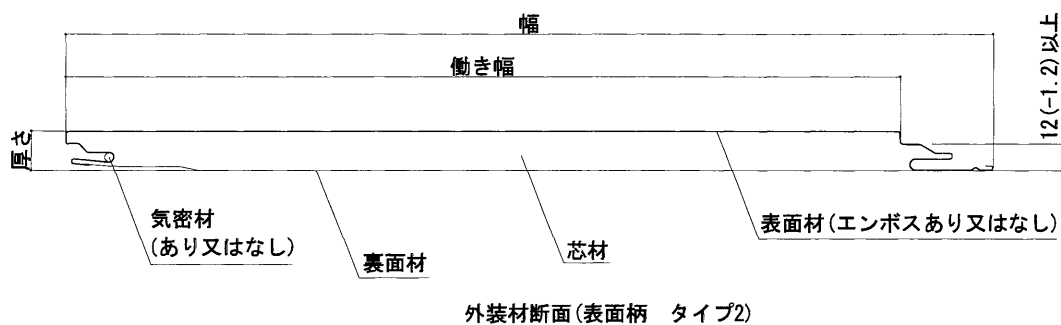 幅
働き幅
12(-1.2)以上
厚さ
気密材
(あり又はなし)
裏面材
芯材
表面材(エンボスあり又はなし)
外装材断面(表面柄　タイプ2)